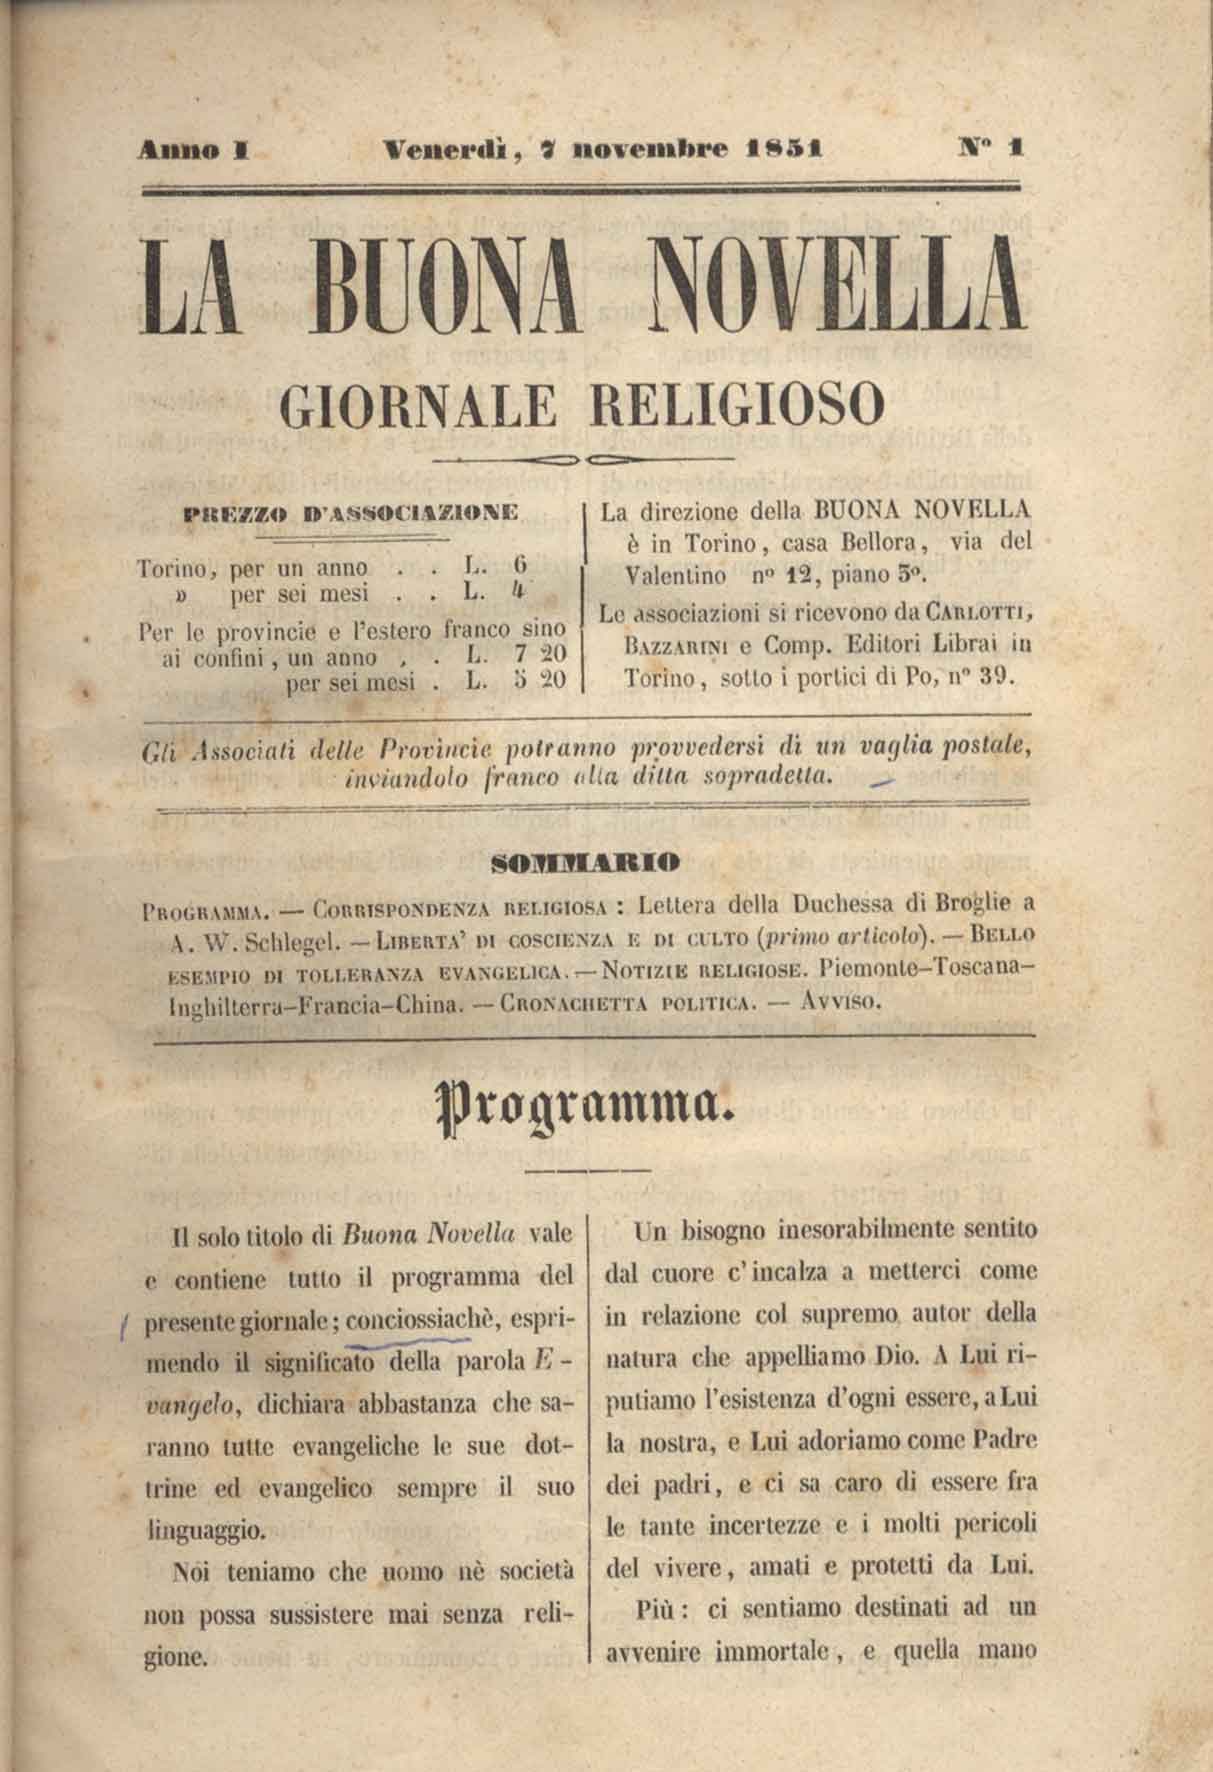 Anno I Venerdì, 7 novembre 1851 N° 1
LA BUONA NOVELLA
GIORNALE RELIGIOSO
PREZZO D'ASSOCIAZIONE
Torino, per un anno . . L. 6
» per sei mesi . . L. 4
Per le provincie e l'estero franco sino
ai confini, un anno . . L. 7 20
per sei mesi . L. 5 20
La direzione della BUONA NOVELLA
è in Torino, casa Bellora, via del
Valentino n° 12, piano 3°.
Le associazioni si ricevono da CARLOTTI,
BAZZARINI e Comp. Editori Librai in
Torino, sotto i portici di Po, n° 39.
Gli Associati delle Provincie potranno provvedersi di un vaglia postale,
inviandolo franco alla ditta sopradetta.
SOMMARIO
PROGRAMMA. — CORRISPONDENZA RELIGIOSA : Lettera della Duchessa di Broglie a
A. W. Schlegel. — LIBERTA' DI COSCIENZA E DI CULTO (primo articolo). — BELLO
ESEMPIO DI TOLLERANZA EVANGELICA. — NOTIZIE RELIGIOSE. Piemonte–Toscana–
Inghilterra–Francia–China. — CRONACHETTA POLITICA. — AVVISO.
Programma.
Il solo titolo di Buona Novella vale
e contiene tutto il programma del
presente giornale; conciossiachè, espri-
mendo il significato della parola E-
vangelo, dichiara abbastanza che sa-
ranno tutte evangeliche le sue dot-
trine ed evangelico sempre il suo
linguaggio.
Noi teniamo che uomo nè società
non possa sussistere mai senza reli-
gione.
Un bisogno inesorabilmente sentito
dal cuore c'incalza a metterci come
in relazione col supremo autor della
natura che appelliamo Dio. A Lui ri-
putiamo l'esistenza d'ogni essere, a Lui
la nostra, e Lui adoriamo come Padre
dei padri, e ci sa caro di essere fra
le tante incertezze e i molti pericoli
del vivere, amati e protetti da Lui.
Più : ci sentiamo destinati ad un
avvenire immortale, e quella mano